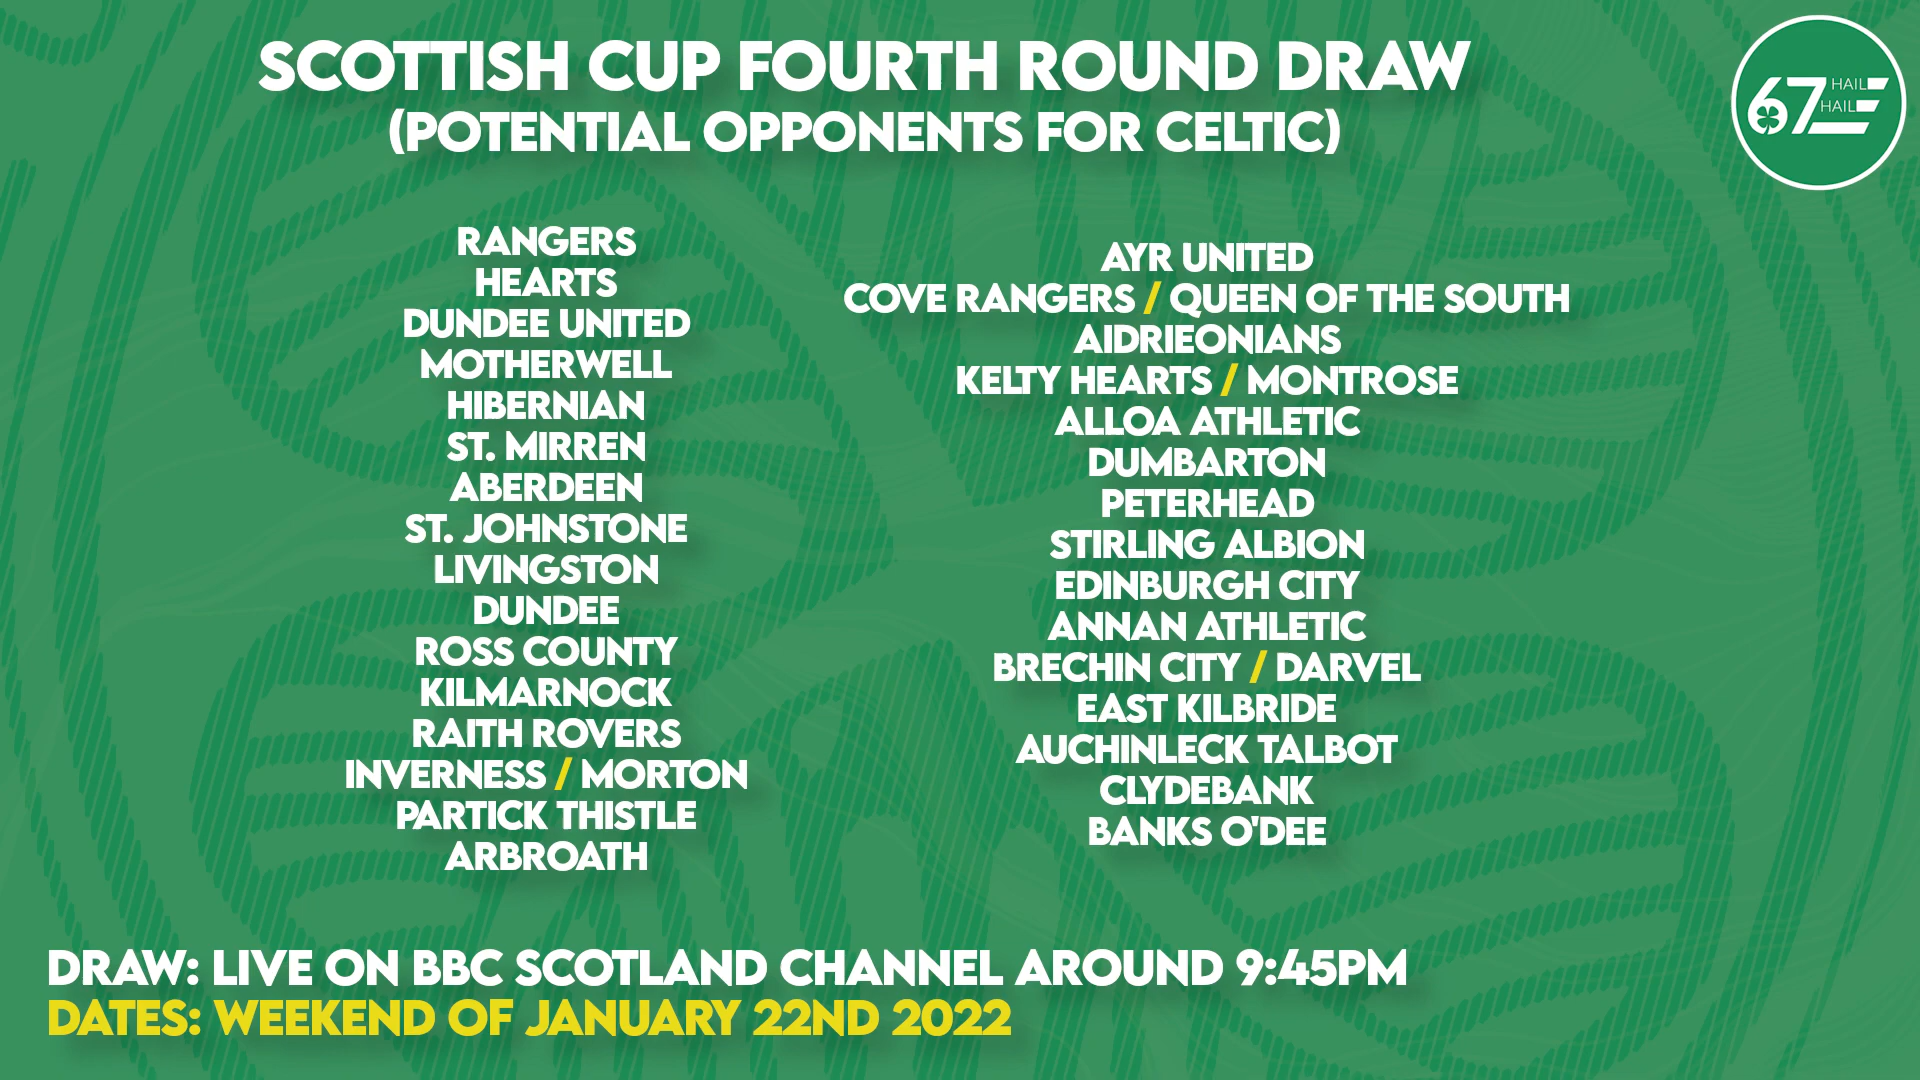 SCOTTISH CUP FOURTH ROUND DRAW
(POTENTIAL OPPONENTS FOR CELTIC)
67 HAIL
HAIL
RANGERS
HEARTS
DUNDEE UNITED
MOTHERWELL
HIBERNIAN
ST. MIRREN
ABERDEEN
ST. JOHNSTONE
LIVINGSTON
DUNDEE
ROSS COUNTY
KILMARNOCK
RAITH ROVERS
INVERNESS / MORTON
PARTICK THISTLE
ARBROATH
AYR UNITED
COVE RANGERS / QUEEN OF THE SOUTH
AIDRIEONIANS
KELTY HEARTS / MONTROSE
ALLOA ATHLETIC
DUMBARTON
PETERHEAD
STIRLING ALBION
EDINBURGH CITY
ANNAN ATHLETIC
BRECHIN CITY / DARVEL
EAST KILBRIDE
AUCHINLECK TALBOT
CLYDEBANK
BANKS O'DEE
DRAW: LIVE ON BBC SCOTLAND CHANNEL AROUND 9:45PM
DATES: WEEKEND OF JANUARY 22ND 2022